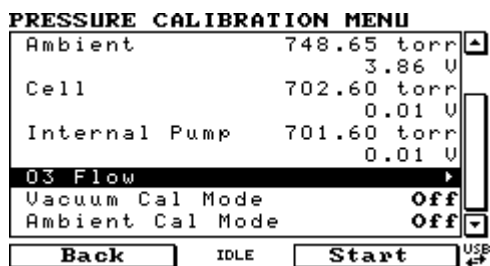 PRESSURE CALIBRATION MENU
Ambient 748.65 torr
3.86 V
Cell 702.60 torr
0.01 V
Internal Pump 701.60 torr
0.01 V
O3 Flow
Vacuum Cal Mode Off
Ambient Cal Mode Off
Back IDLE Start USB